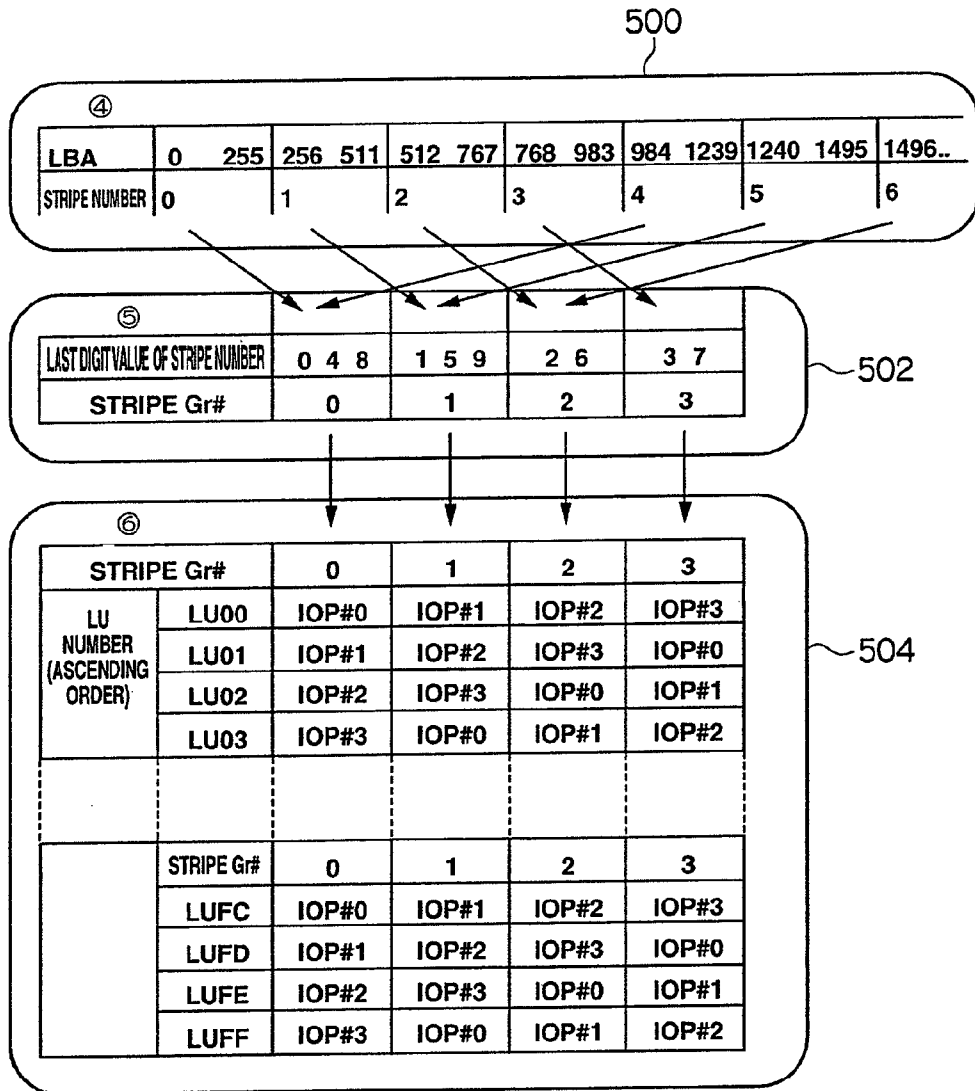 500
④
LBA 0 255 256 511 512 767 768 983 984 1239 1240 1495 1496..
STRIPE NUMBER 0 1 2 3 4 5 6
⑤
LAST DIGIT VALUE OF STRIPE NUMBER 0 4 8 1 5 9 2 6 3 7
STRIPE Gr# 0 1 2 3
502
⑥
STRIPE Gr# 0 1 2 3
LU NUMBER (ASCENDING ORDER)
LU00 IOP#0 IOP#1 IOP#2 IOP#3
LU01 IOP#1 IOP#2 IOP#3 IOP#0
LU02 IOP#2 IOP#3 IOP#0 IOP#1
LU03 IOP#3 IOP#0 IOP#1 IOP#2
504
STRIPE Gr# 0 1 2 3
LUFC IOP#0 IOP#1 IOP#2 IOP#3
LUFD IOP#1 IOP#2 IOP#3 IOP#0
LUFE IOP#2 IOP#3 IOP#0 IOP#1
LUFF IOP#3 IOP#0 IOP#1 IOP#2